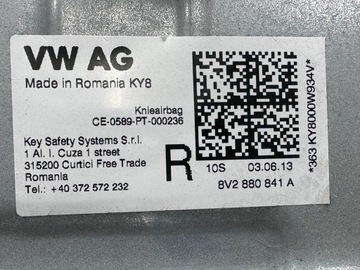 VW AG
Made in Romania KY8
Knieairbag
CE-0589-PT-000236
Key Safety Systems S.r.l.
1 Al. I. Cuza 1 street
315200 Curtici Free Trade
Romania
Tel.: +40 372 572 232
R
10S 03.06.13
8V2 880 841 A
*363 KY8000W934V*